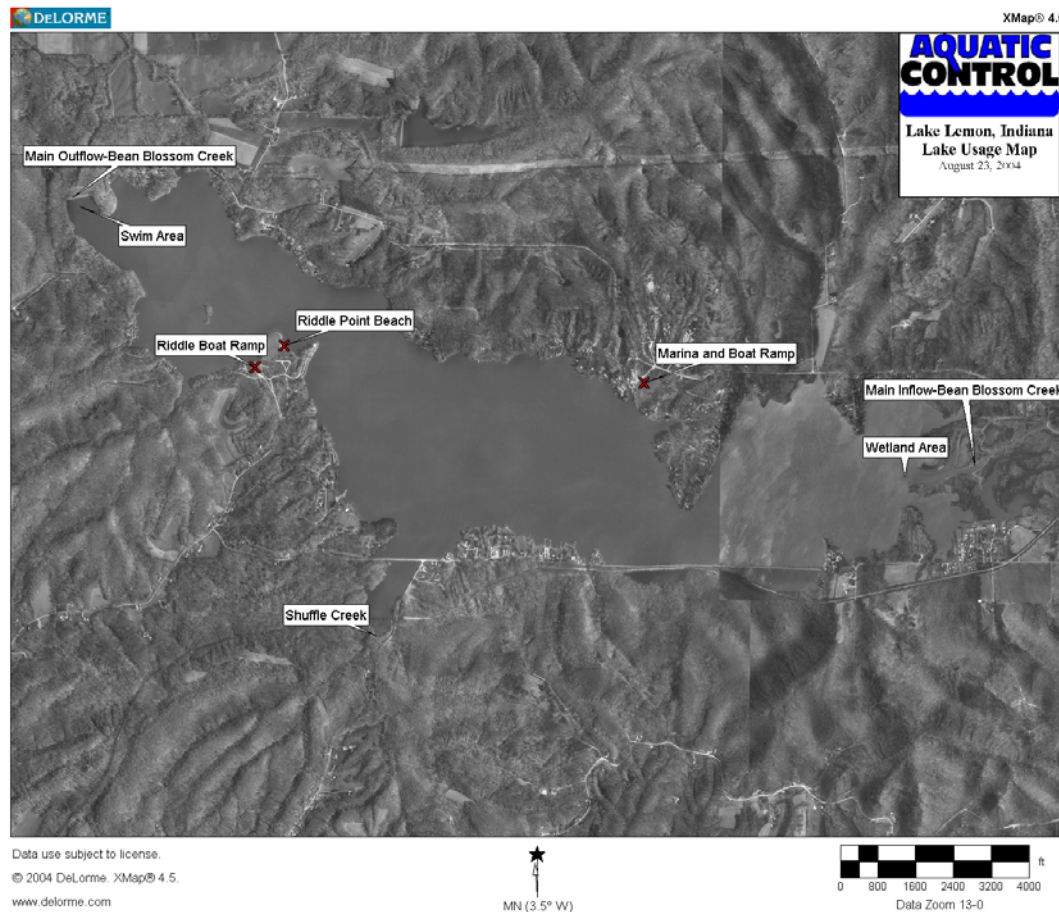 DELORME
XMap® 4.5
AQUATIC
CONTROL
Lake Lemon, Indiana
Lake Usage Map
August 23, 2004
Main Outflow-Bean Blossom Creek
Swim Area
Riddle Point Beach
Riddle Boat Ramp
Marina and Boat Ramp
Main Inflow-Bean Blossom Creek
Wetland Area
Shuffle Creek
Data use subject to license.
© 2004 DeLorme. XMap® 4.5.
www.delorme.com
MN (3.5° W)
ft
0 800 1600 2400 3200 4000
Data Zoom 13-0